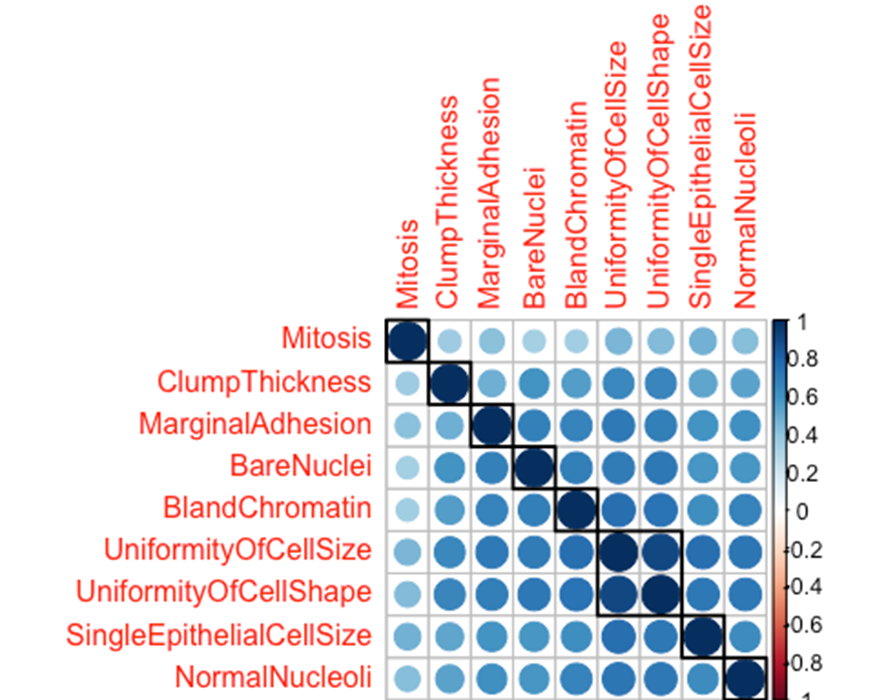 Mitosis
ClumpThickness
MarginalAdhesion
BareNuclei
BlandChromatin
UniformityOfCellSize
UniformityOfCellShape
SingleEpithelialCellSize
NormalNucleoli
Mitosis
ClumpThickness
MarginalAdhesion
BareNuclei
BlandChromatin
UniformityOfCellSize
UniformityOfCellShape
SingleEpithelialCellSize
NormalNucleoli
1
0.8
0.6
0.4
0.2
0
-0.2
-0.4
-0.6
-0.8